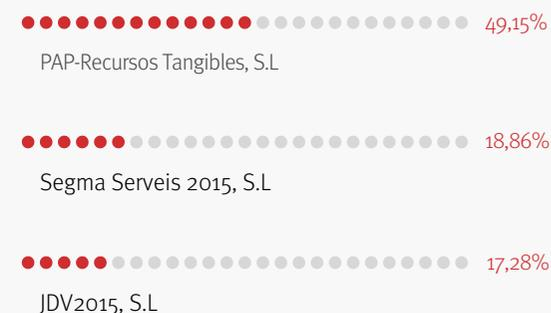 49,15%
PAP-Recursos Tangibles, S.L
18,86%
Segma Serveis 2015, S.L
17,28%
JDV2015, S.L